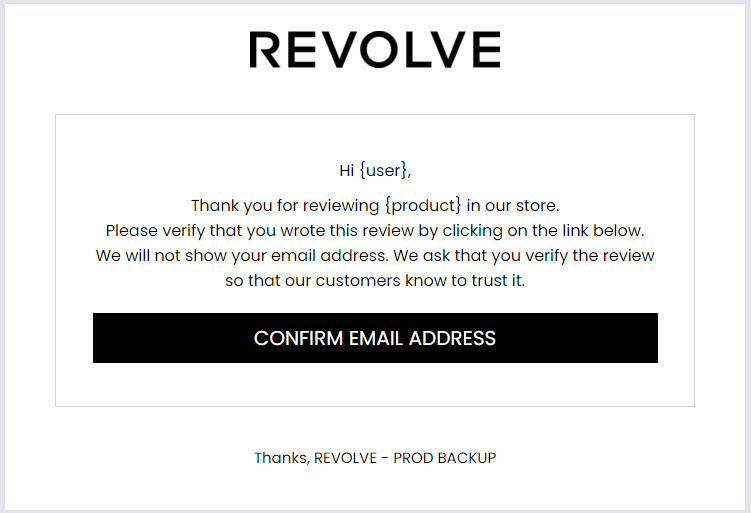 REVOLVE
Hi {user},
Thank you for reviewing {product} in our store.
Please verify that you wrote this review by clicking on the link below.
We will not show your email address. We ask that you verify the review
so that our customers know to trust it.
CONFIRM EMAIL ADDRESS
Thanks, REVOLVE - PROD BACKUP